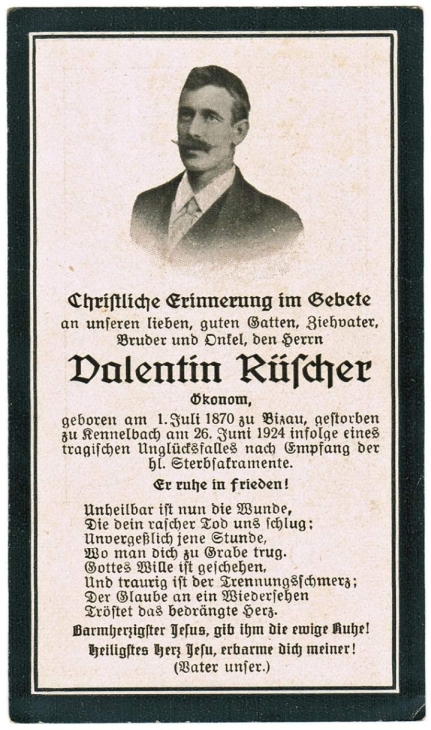 Christliche Erinnerung im Gebete
an unseren lieben, guten Gatten, Ziehvater,
Bruder und Onkel, den Herrn
Valentin Rüscher
Ökonom,
geboren am 1. Juli 1870 zu Bizau, gestorben
zu Kennelbach am 26. Juni 1924 infolge eines
tragischen Unglücksfalles nach Empfang der
hl. Sterbsakramente.
Er ruhe in Frieden!
Unheilbar ist nun die Wunde,
Die dein rascher Tod uns schlug;
Unvergeßlich jene Stunde,
Wo man dich zu Grabe trug.
Gottes Wille ist geschehen,
Und traurig ist der Trennungsschmerz;
Der Glaube an ein Wiedersehen
Tröstet das bedrängte Herz.
Barmherzigster Jesus, gib ihm die ewige Ruhe!
Heiligstes Herz Jesu, erbarme dich meiner!
(Vater unser.)